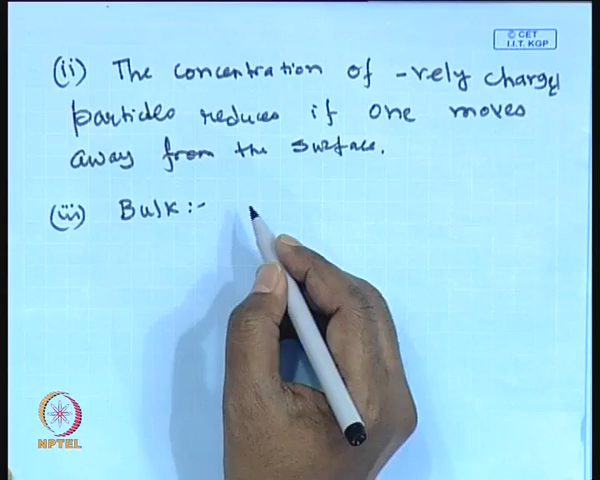 © CET
I.I.T. KGP
(ii) The concentration of -vely charged
particles reduces if one moves
away from the surface.
(iii) Bulk :-
NPTEL